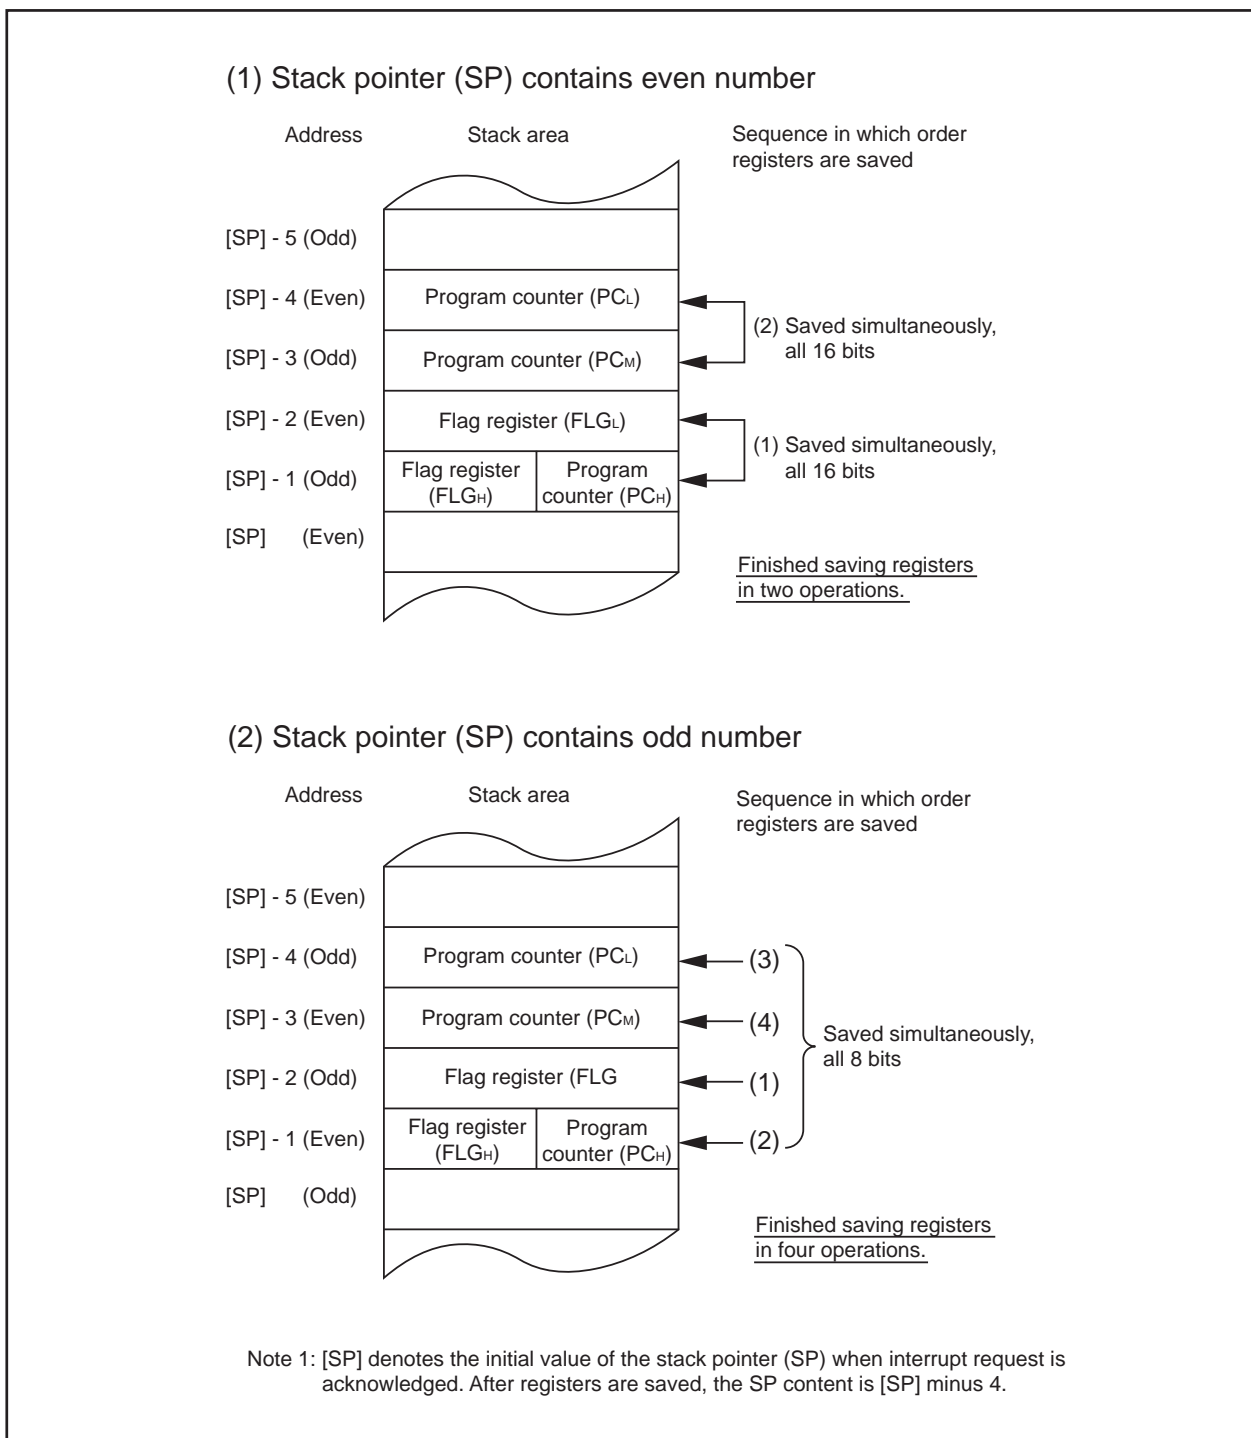 (1) Stack pointer (SP) contains even number
Address
Stack area
Sequence in which order
registers are saved
[SP] - 5 (Odd)
[SP] - 4 (Even)
Program counter (PCL)
[SP] - 3 (Odd)
Program counter (PCM)
(2) Saved simultaneously,
all 16 bits
[SP] - 2 (Even)
Flag register (FLGL)
[SP] - 1 (Odd)
Flag register
(FLGH)
Program
counter (PCH)
(1) Saved simultaneously,
all 16 bits
[SP] (Even)
Finished saving registers
in two operations.
(2) Stack pointer (SP) contains odd number
Address
Stack area
Sequence in which order
registers are saved
[SP] - 5 (Even)
[SP] - 4 (Odd)
Program counter (PCL)
(3)
[SP] - 3 (Even)
Program counter (PCM)
(4)
Saved simultaneously,
all 8 bits
[SP] - 2 (Odd)
Flag register (FLG
(1)
[SP] - 1 (Even)
Flag register
(FLGH)
Program
counter (PCH)
(2)
[SP] (Odd)
Finished saving registers
in four operations.
Note 1: [SP] denotes the initial value of the stack pointer (SP) when interrupt request is
acknowledged. After registers are saved, the SP content is [SP] minus 4.